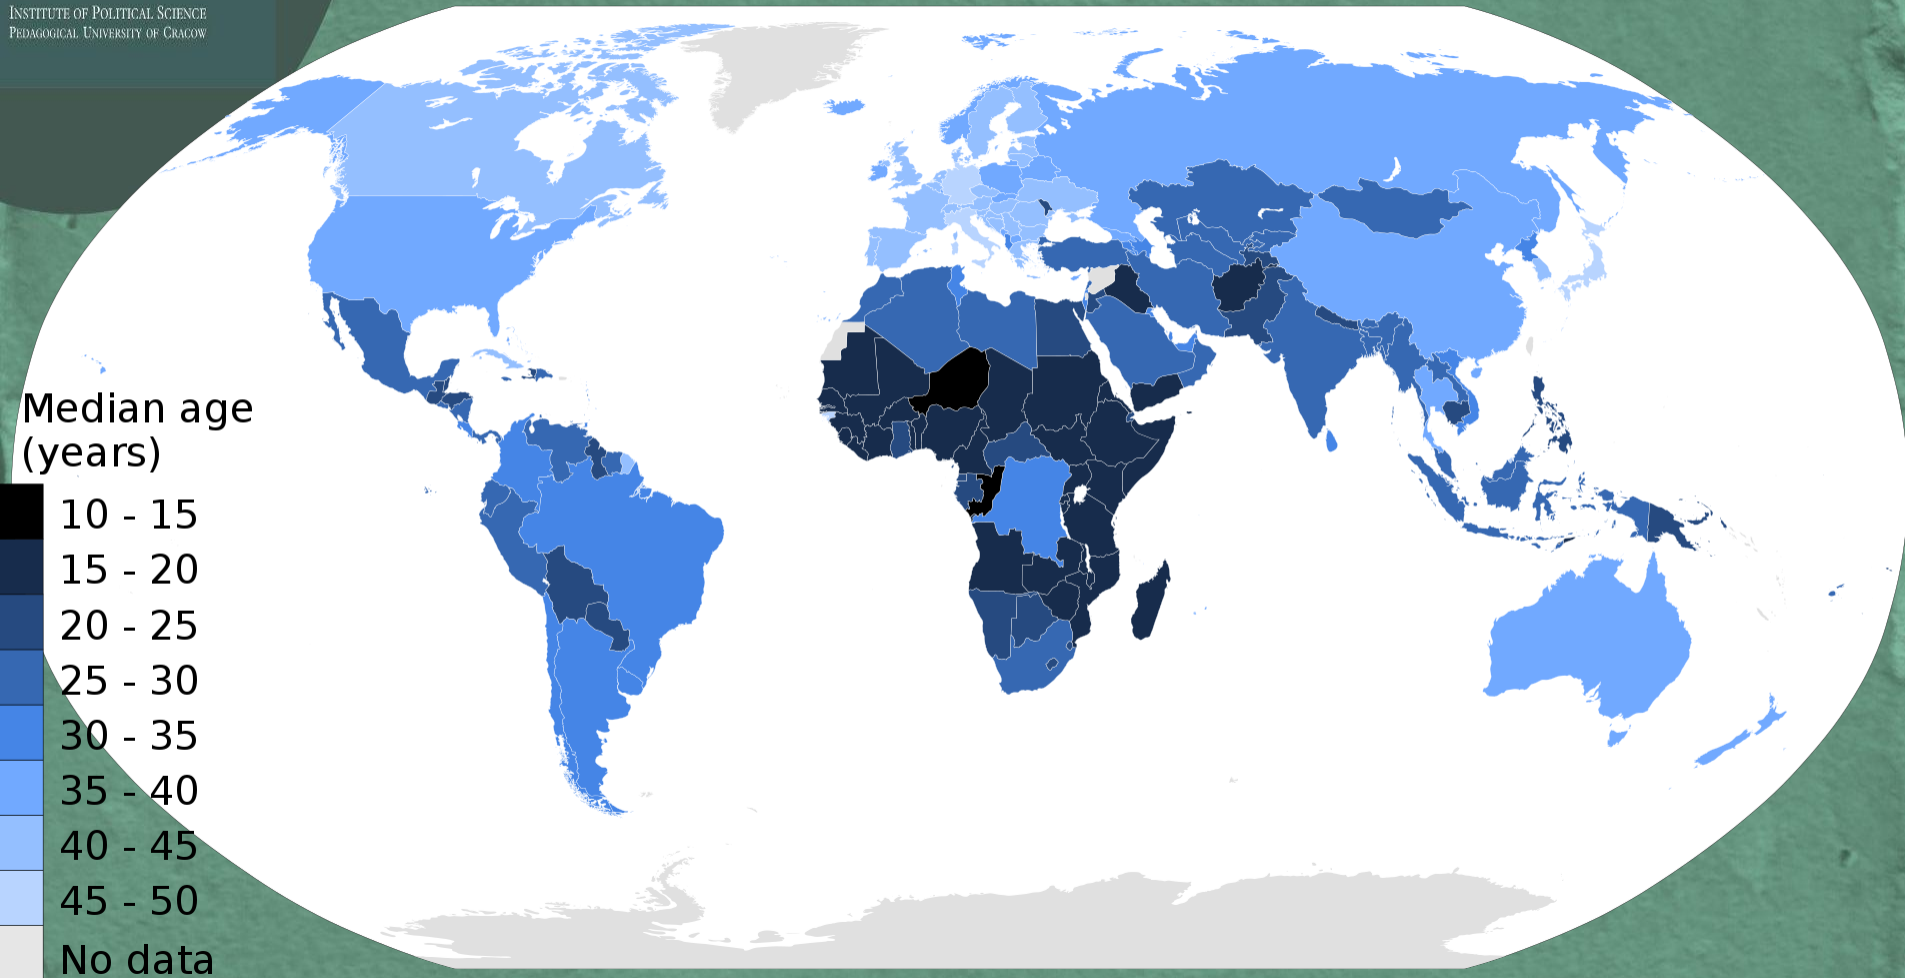 INSTITUTE OF POLITICAL SCIENCE
PEDAGOGICAL UNIVERSITY OF CRACOW
Median age
(years)
10 - 15
15 - 20
20 - 25
25 - 30
30 - 35
35 - 40
40 - 45
45 - 50
No data